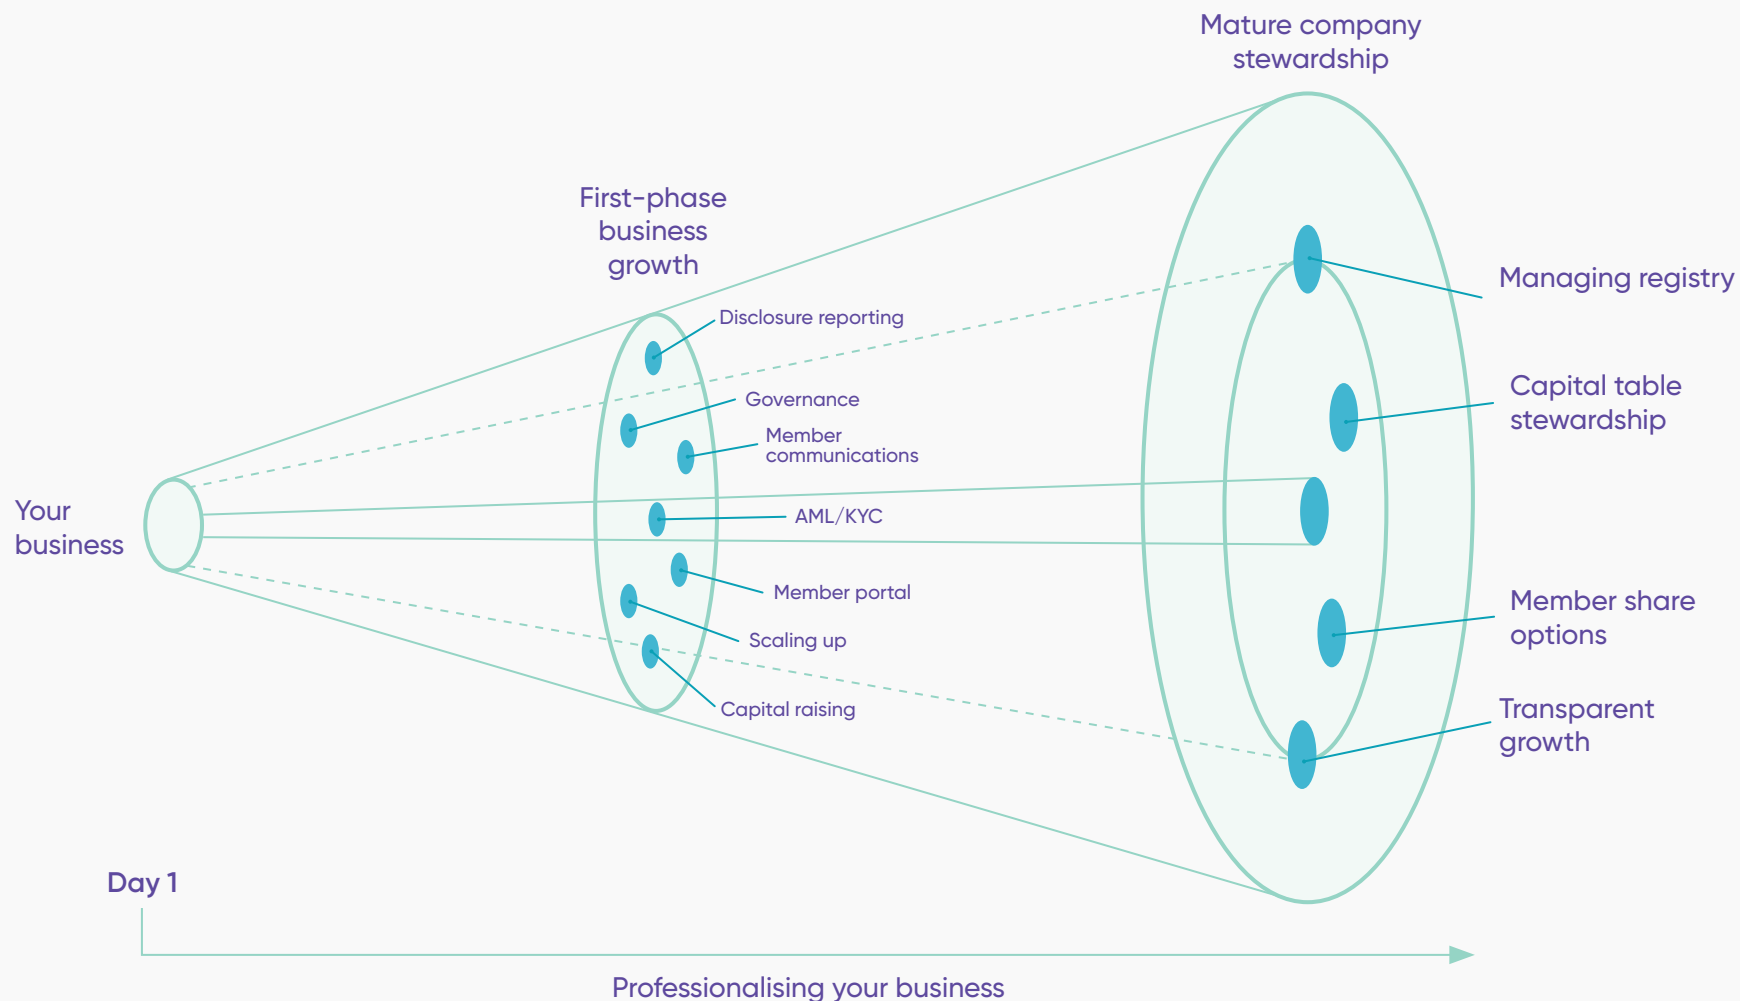 Mature company
stewardship
First-phase
business
growth
Disclosure reporting
Managing registry
Governance
Capital table
stewardship
Member
communications
Your
business
AML/KYC
Member portal
Member share
options
Scaling up
Capital raising
Transparent
growth
Day 1
Professionalising your business